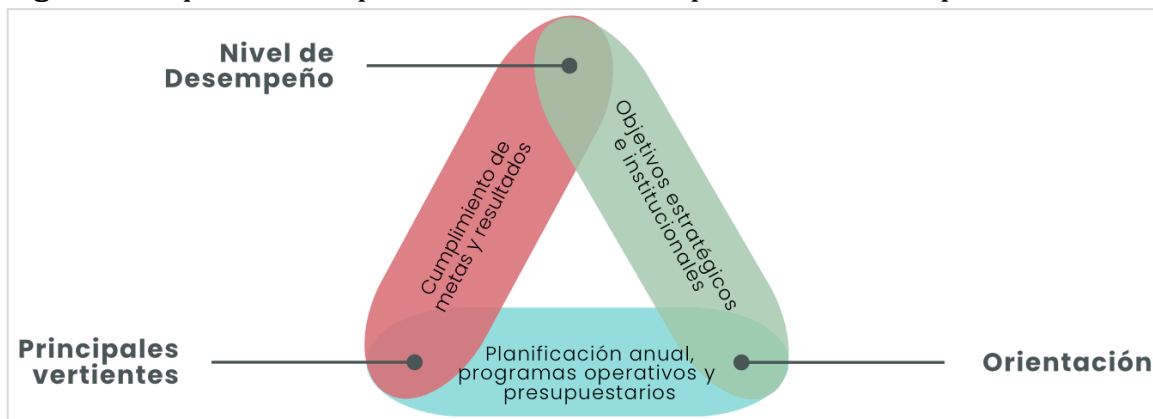 Nivel de
Desempeño
Cumplimiento de
metas y resultados
Objetivos estratégicos
e institucionales
Principales
vertientes
Planificación anual,
programas operativos y
presupuestarios
Orientación